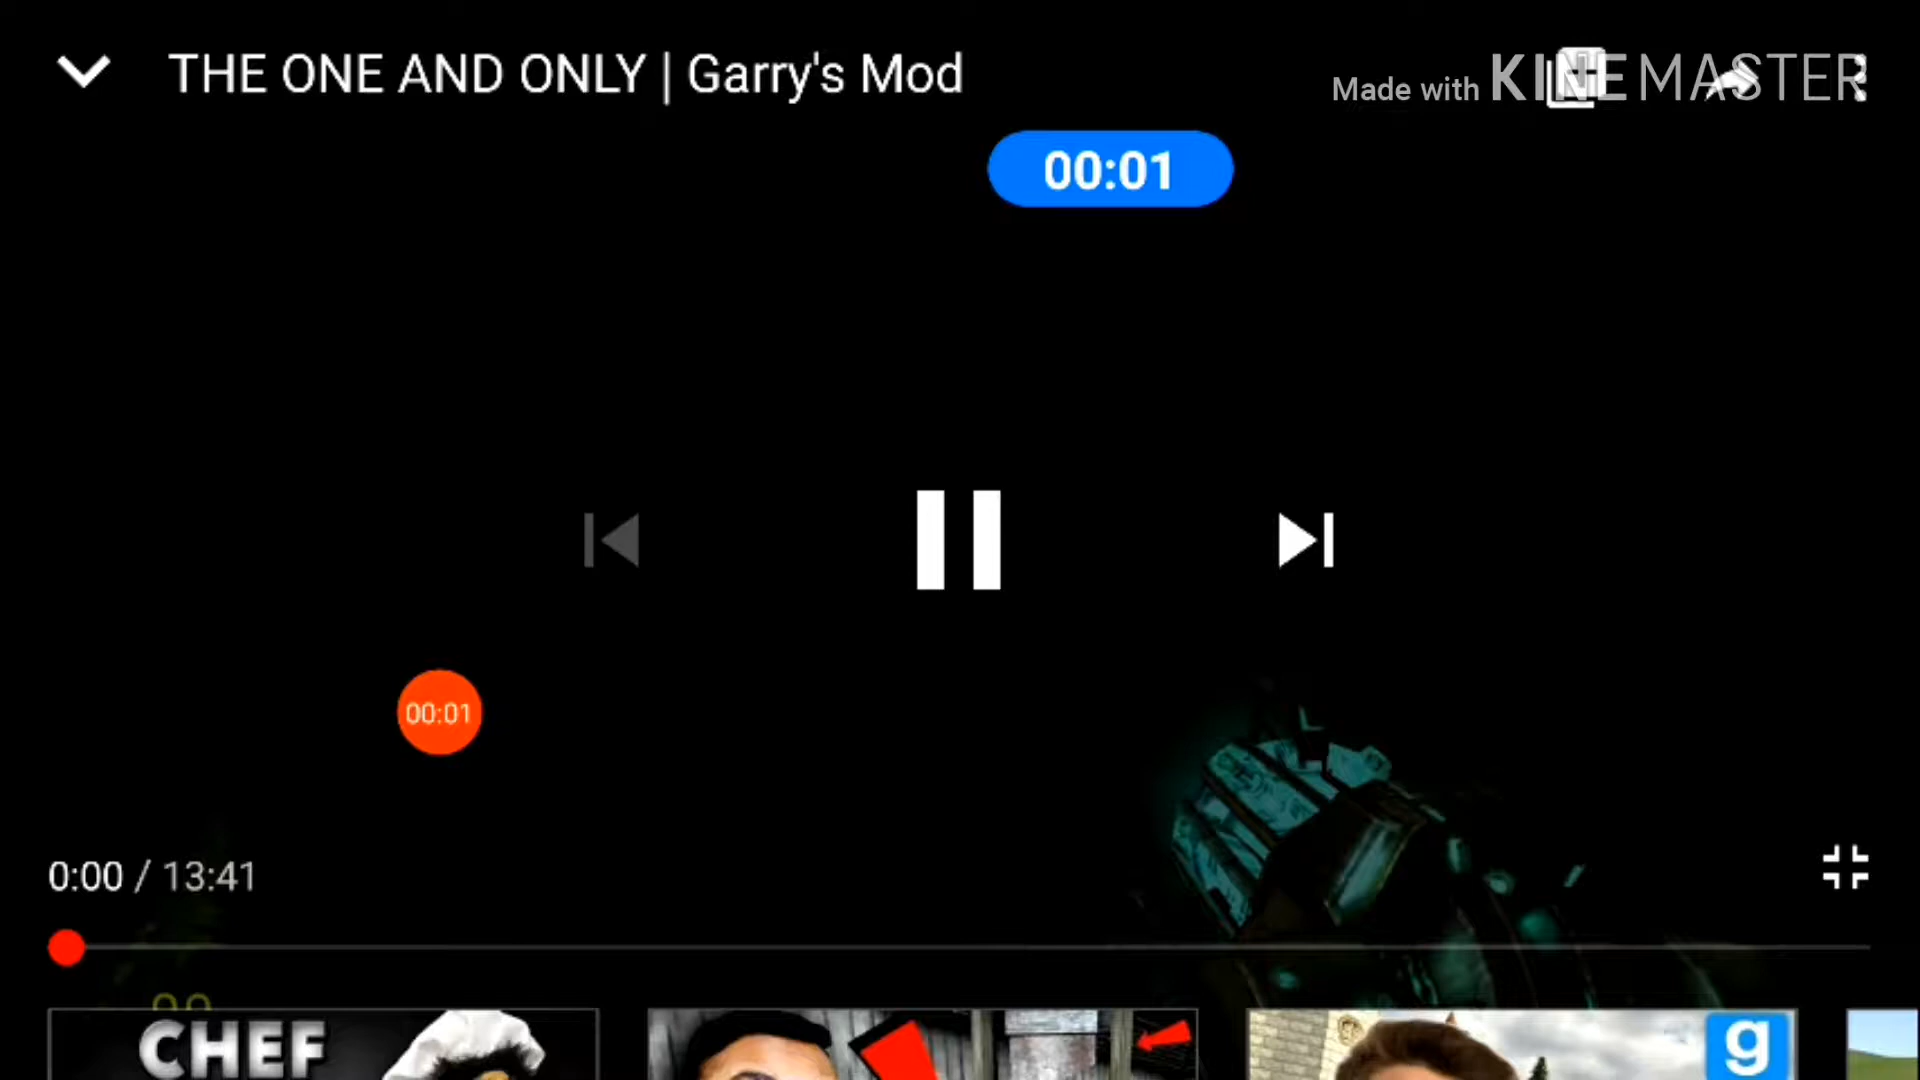 THE ONE AND ONLY | Garry's Mod
Made with KINEMASTER
00:01
00:01
0:00 / 13:41
CHEF
g